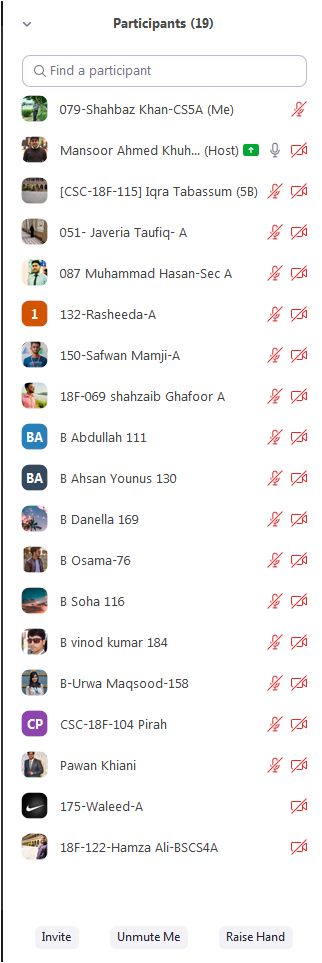 Participants (19)
Find a participant
079-Shahbaz Khan-CS5A (Me)
Mansoor Ahmed Khuh... (Host)
[CSC-18F-115] Iqra Tabassum (5B)
051- Javeria Taufiq- A
087 Muhammad Hasan-Sec A
1 132-Rasheeda-A
150-Safwan Mamji-A
18F-069 shahzaib Ghafoor A
BA B Abdullah 111
BA B Ahsan Younus 130
B Danella 169
B Osama-76
B Soha 116
B vinod kumar 184
B-Urwa Maqsood-158
CP CSC-18F-104 Pirah
Pawan Khiani
175-Waleed-A
18F-122-Hamza Ali-BSCS4A
Invite Unmute Me Raise Hand